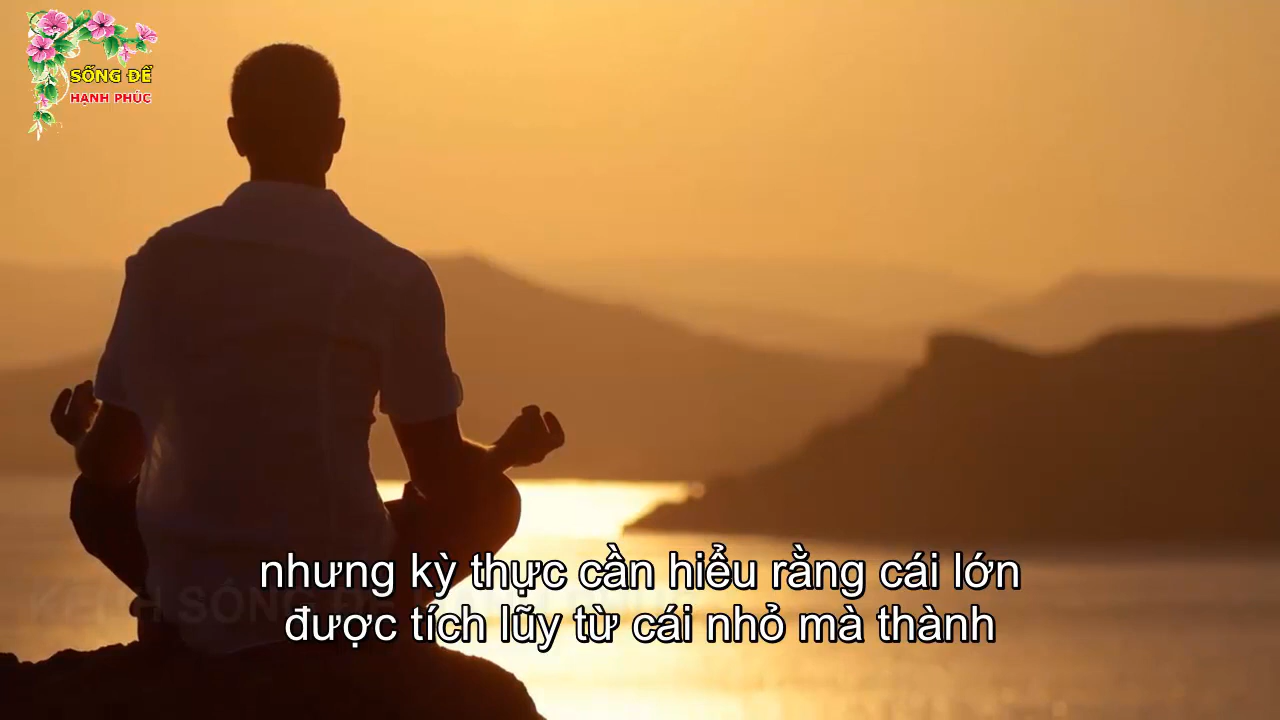 SỐNG ĐỂ
HẠNH PHÚC
nhưng kỳ thực cần hiểu rằng cái lớn
được tích lũy từ cái nhỏ mà thành